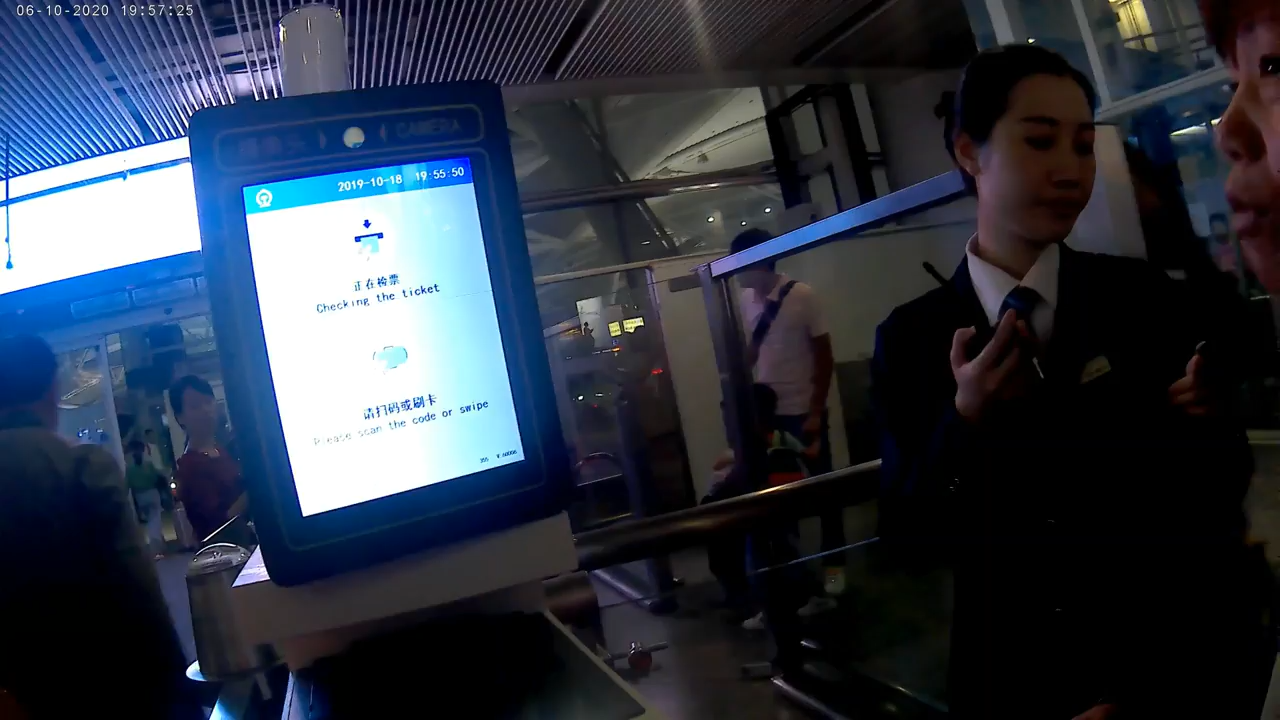 06-10-2020 19:57:25
CAMERA
2019-10-18 19:55:50
正在检票
Checking the ticket
请扫码或刷卡
Please scan the code or swipe